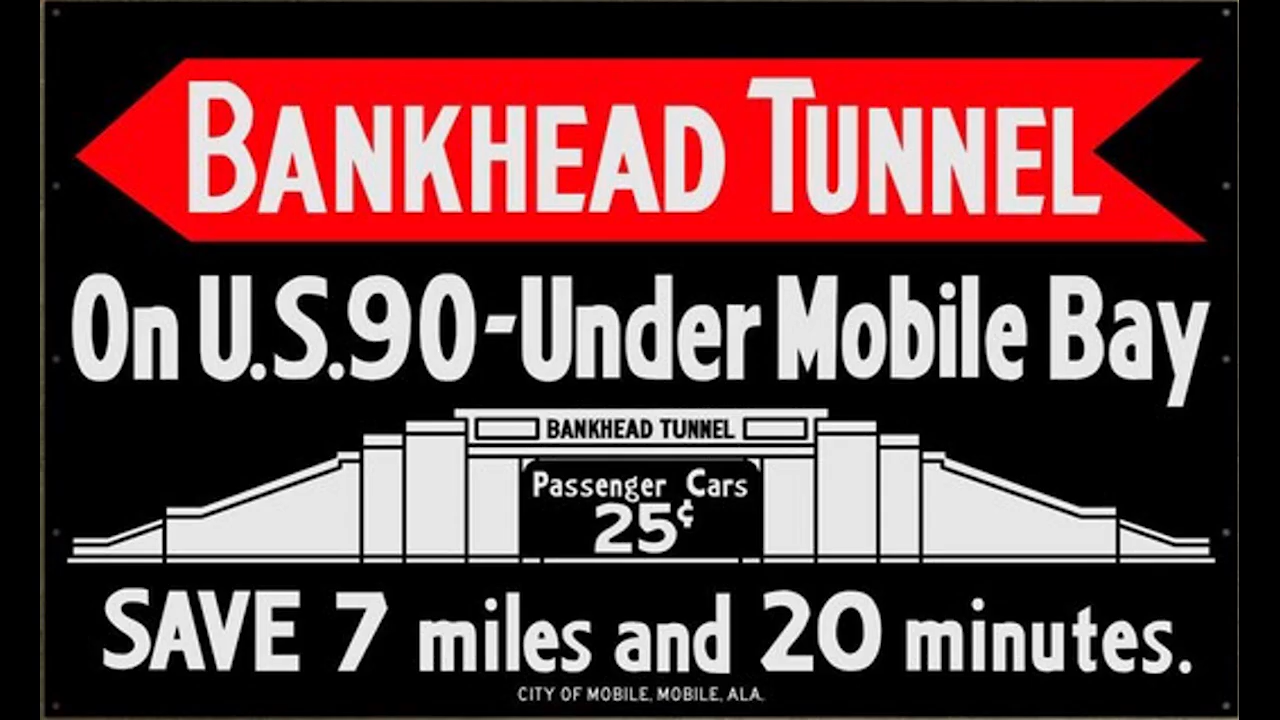 BANKHEAD TUNNEL
On U.S.90-Under Mobile Bay
BANKHEAD TUNNEL
Passenger Cars
25¢
SAVE 7 miles and 20 minutes.
CITY OF MOBILE, MOBILE, ALA.